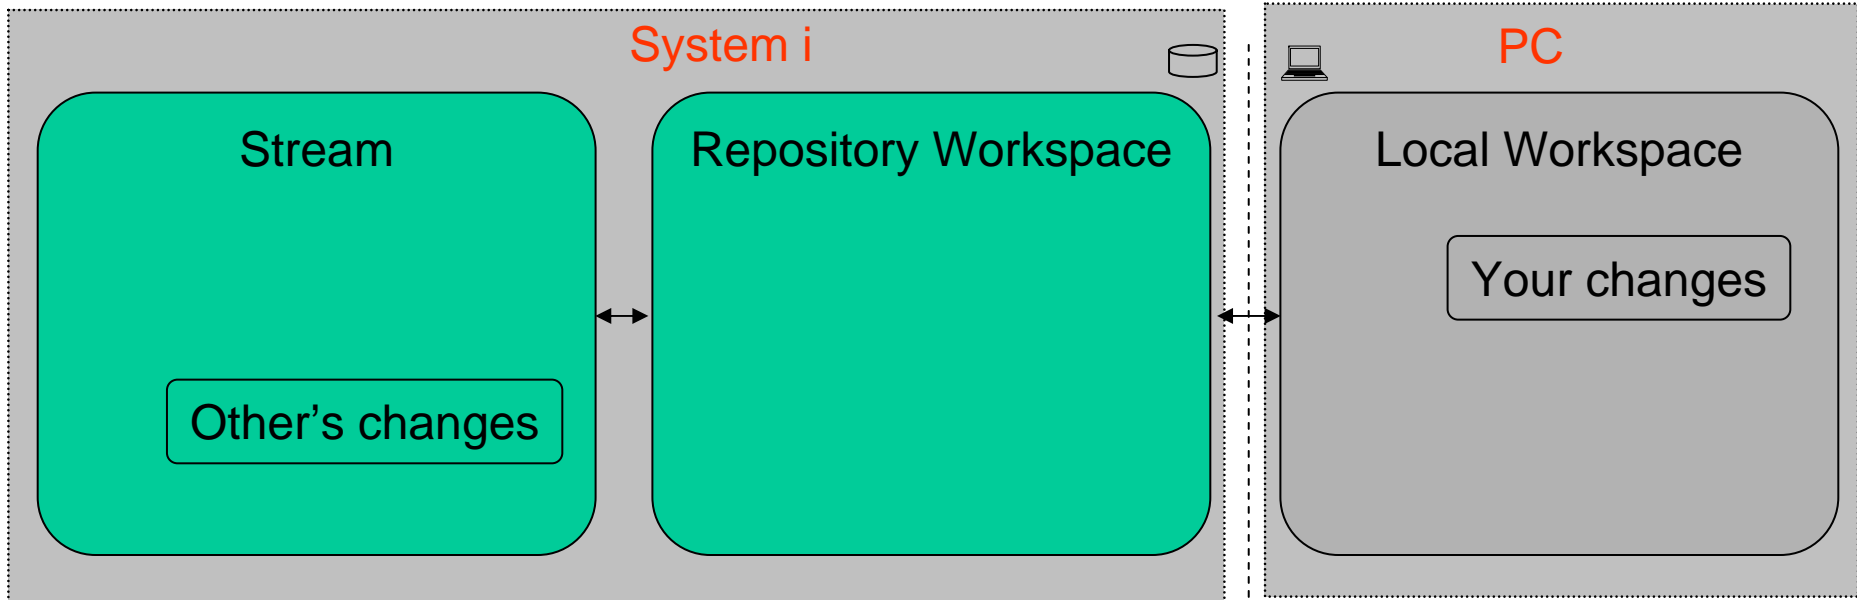 System i
PC
Stream
Repository Workspace
Local Workspace
Your changes
Other’s changes